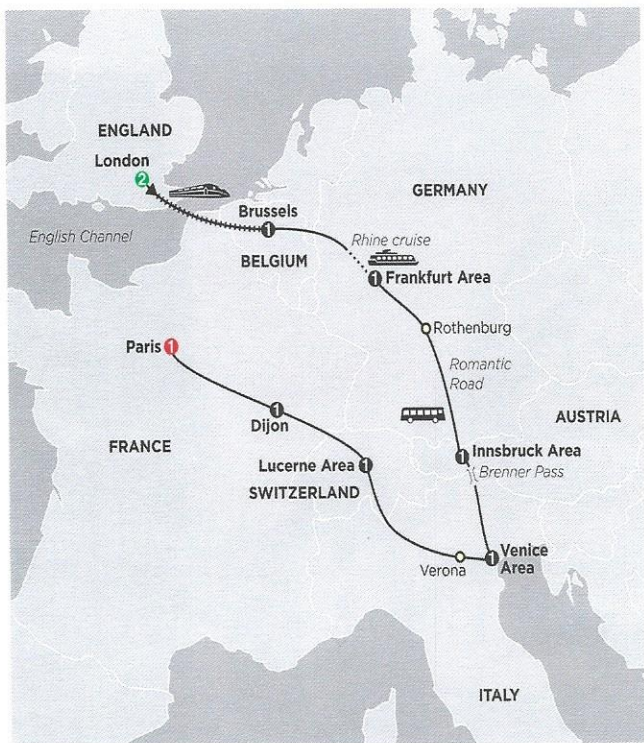 ENGLAND
London
2
GERMANY
English Channel
Brussels
1
BELGIUM
Rhine cruise
1
Frankfurt Area
Rothenburg
Paris
1
Romantic
Road
Dijon
1
AUSTRIA
FRANCE
Innsbruck Area
1
Brenner Pass
Lucerne Area
1
SWITZERLAND
Venice
Area
1
Verona
ITALY